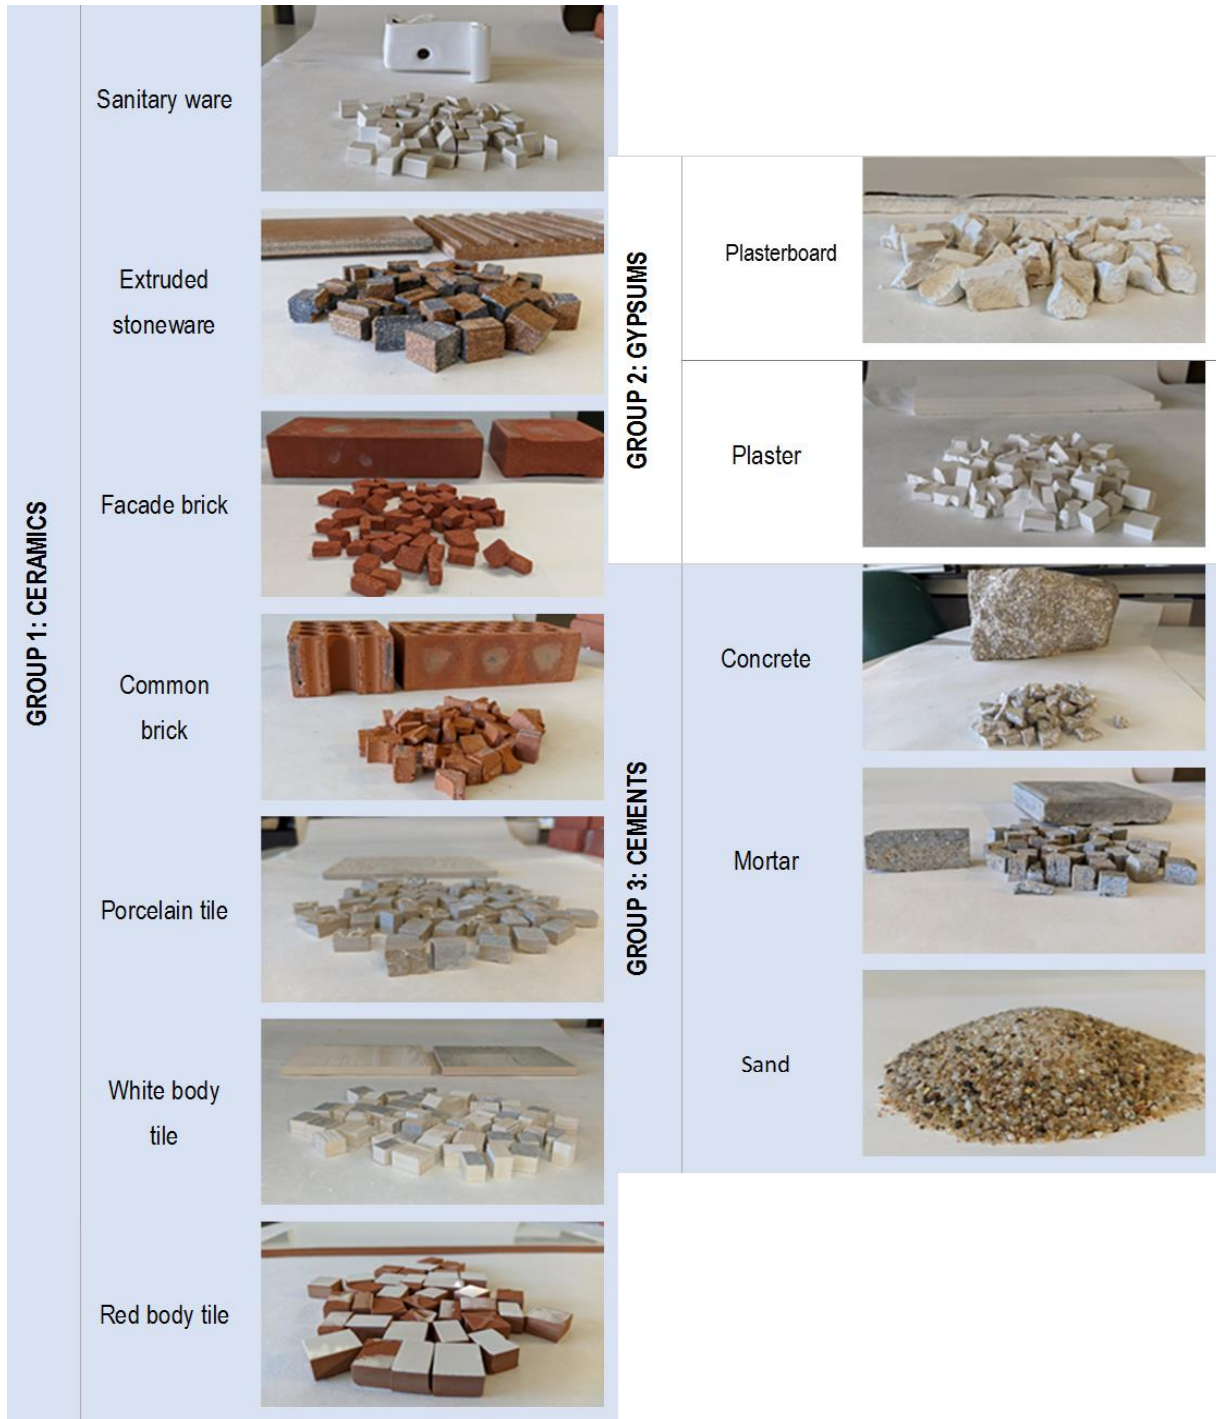 GROUP 1: CERAMICS
Sanitary ware
Extruded
stoneware
Facade brick
Common
brick
Porcelain tile
White body
tile
Red body tile
GROUP 2: GYPSUMS
Plasterboard
Plaster
GROUP 3: CEMENTS
Concrete
Mortar
Sand